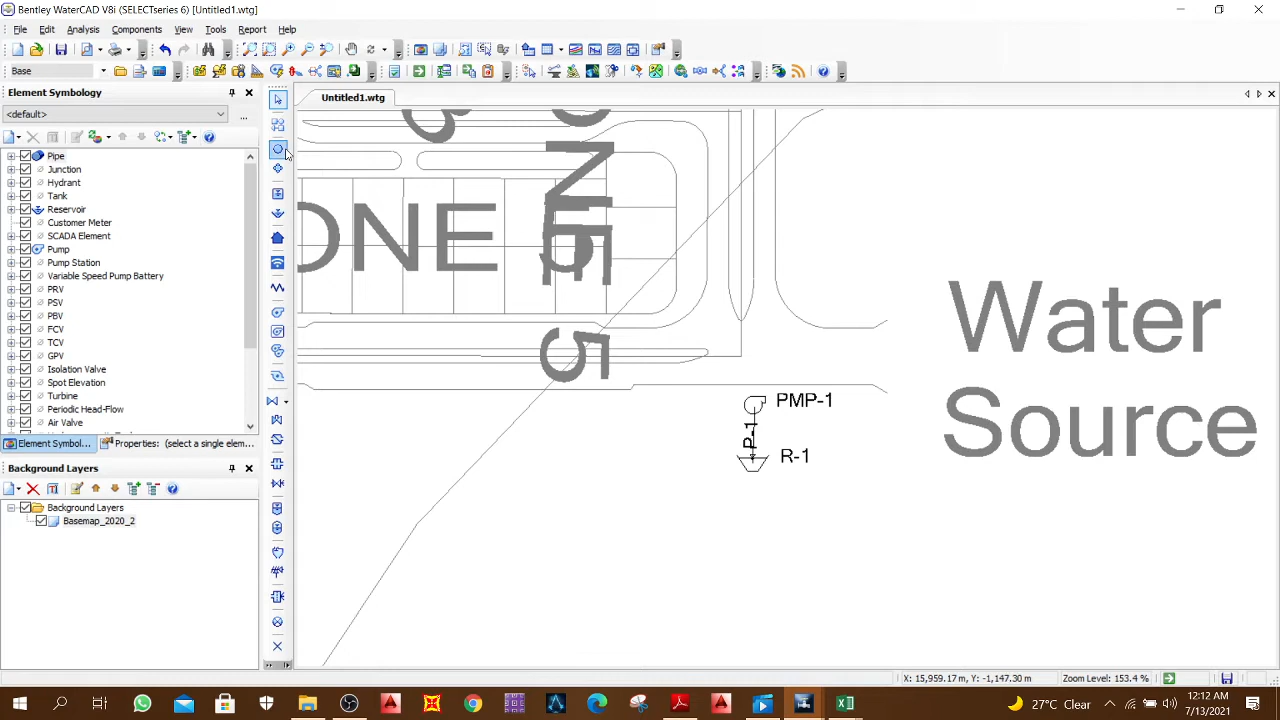 Bentley WaterCAD V8i (SELECTseries 6) [Untitled1.wtg]
File Edit Analysis Components View Tools Report Help
Base
Element Symbology
<default>
Pipe
Junction
Hydrant
Tank
Reservoir
Customer Meter
SCADA Element
Pump
Pump Station
Variable Speed Pump Battery
PRV
PSV
PBV
FCV
TCV
GPV
Isolation Valve
Spot Elevation
Turbine
Periodic Head-Flow
Air Valve
Element Symbol... Properties: (select a single elem...
Background Layers
Background Layers
Basemap_2020_2
Untitled1.wtg
ONE
5
PMP-1
P-1
R-1
Water
Source
X: 15,959.17 m, Y: -1,147.30 m Zoom Level: 153.4 %
27°C Clear
12:12 AM
7/13/2021